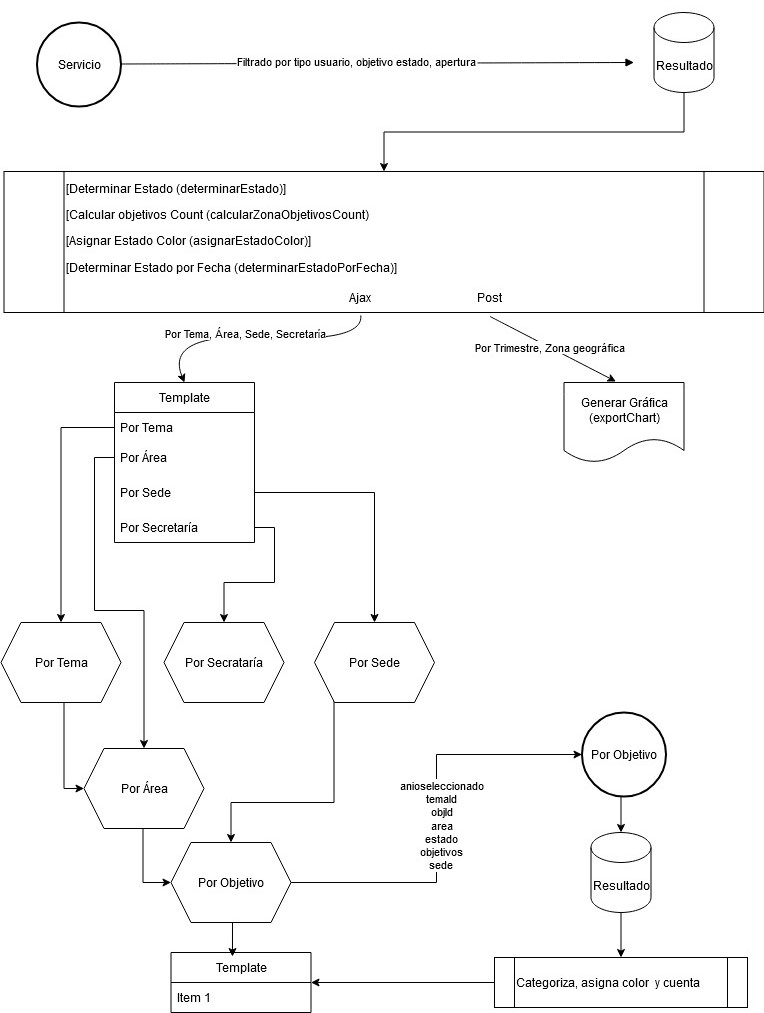 Servicio
Filtrado por tipo usuario, objetivo estado, apertura
Resultado
[Determinar Estado (determinarEstado)]
[Calcular objetivos Count (calcularZonaObjetivosCount)
[Asignar Estado Color (asignarEstadoColor)]
[Determinar Estado por Fecha (determinarEstadoPorFecha)]
Ajax
Post
Por Tema, Área, Sede, Secretaría
Por Trimestre, Zona geográfica
Template
Por Tema
Por Área
Por Sede
Por Secretaría
Generar Gráfica
(exportChart)
Por Tema
Por Secrataría
Por Sede
Por Área
Por Objetivo
anioseleccionado
temaId
objId
area
estado
objetivos
sede
Por Objetivo
Resultado
Template
Item 1
Categoriza, asigna color y cuenta